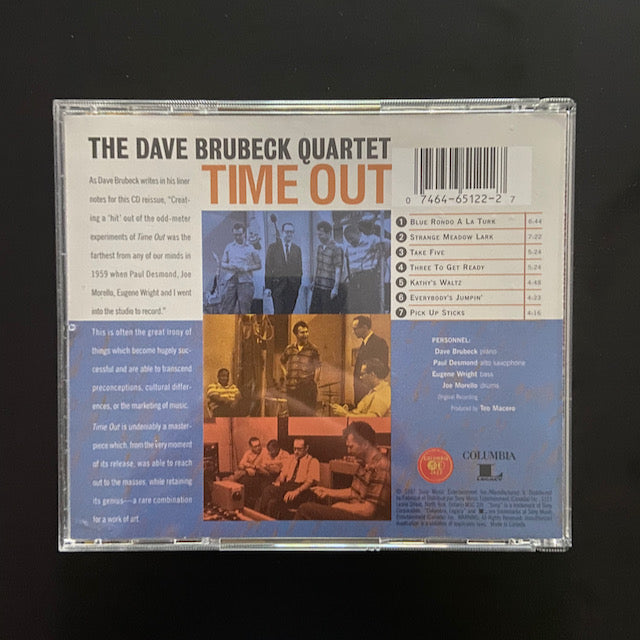 THE DAVE BRUBECK QUARTET
TIME OUT
As Dave Brubeck writes in his liner
notes for this CD reissue, "Creat-
ing a 'hit' out of the odd-meter
experiments of Time Out was the
farthest from any of our minds in
1959 when Paul Desmond, Joe
Morello, Eugene Wright and I went
into the studio to record."
This is often the great irony of
things which become hugely suc-
cessful and are able to transcend
preconceptions, cultural differ-
ences, or the marketing of music.
Time Out is undeniably a master-
piece which, from the very moment
of its release, was able to reach
out to the masses, while retaining
its genius—a rare combination
for a work of art.
0 7464-65122-2 7
1 BLUE RONDO A LA TURK 6:44
2 STRANGE MEADOW LARK 7:22
3 TAKE FIVE 5:24
4 THREE TO GET READY 5:24
5 KATHY'S WALTZ 4:48
6 EVERYBODY'S JUMPIN' 4:23
7 PICK UP STICKS 4:16
PERSONNEL:
Dave Brubeck piano
Paul Desmond alto saxophone
Eugene Wright bass
Joe Morello drums
Original Recording
Produced by Teo Macero
COLUMBIA
LEGACY
Sony Music Entertainment Inc. Manufactured & Distributed